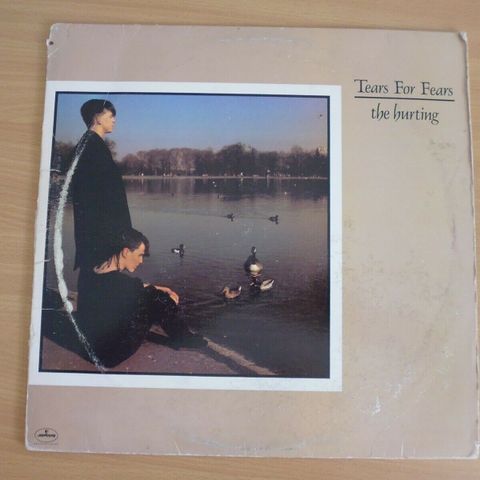 Tears For Fears
the hurting